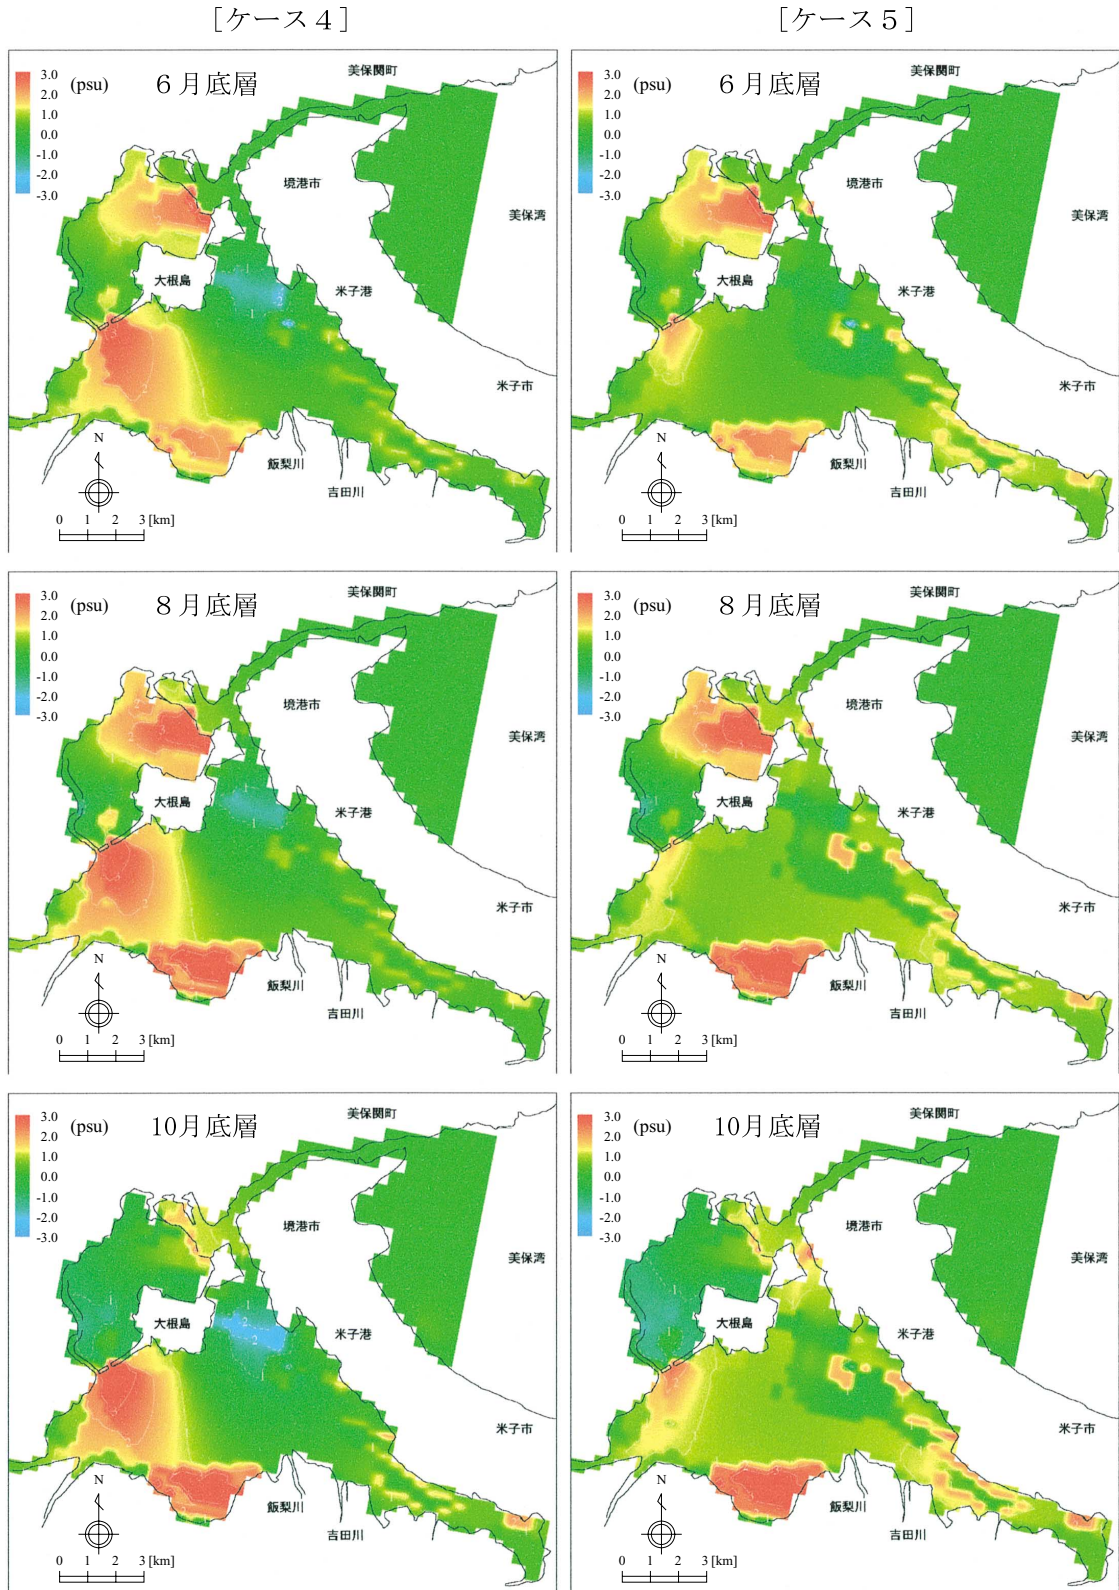 ［ケース４］
［ケース５］
6月底層
(psu)
3.0
2.0
1.0
0.0
-1.0
-2.0
-3.0
美保関町
境港市
美保湾
大根島
米子港
米子市
飯梨川
吉田川
N
0 1 2 3 [km]
6月底層
(psu)
3.0
2.0
1.0
0.0
-1.0
-2.0
-3.0
美保関町
境港市
美保湾
大根島
米子港
米子市
飯梨川
吉田川
N
0 1 2 3 [km]
8月底層
(psu)
3.0
2.0
1.0
0.0
-1.0
-2.0
-3.0
美保関町
境港市
美保湾
大根島
米子港
米子市
飯梨川
吉田川
N
0 1 2 3 [km]
8月底層
(psu)
3.0
2.0
1.0
0.0
-1.0
-2.0
-3.0
美保関町
境港市
美保湾
大根島
米子港
米子市
飯梨川
吉田川
N
0 1 2 3 [km]
10月底層
(psu)
3.0
2.0
1.0
0.0
-1.0
-2.0
-3.0
美保関町
境港市
美保湾
大根島
米子港
米子市
飯梨川
吉田川
N
0 1 2 3 [km]
10月底層
(psu)
3.0
2.0
1.0
0.0
-1.0
-2.0
-3.0
美保関町
境港市
美保湾
大根島
米子港
米子市
飯梨川
吉田川
N
0 1 2 3 [km]